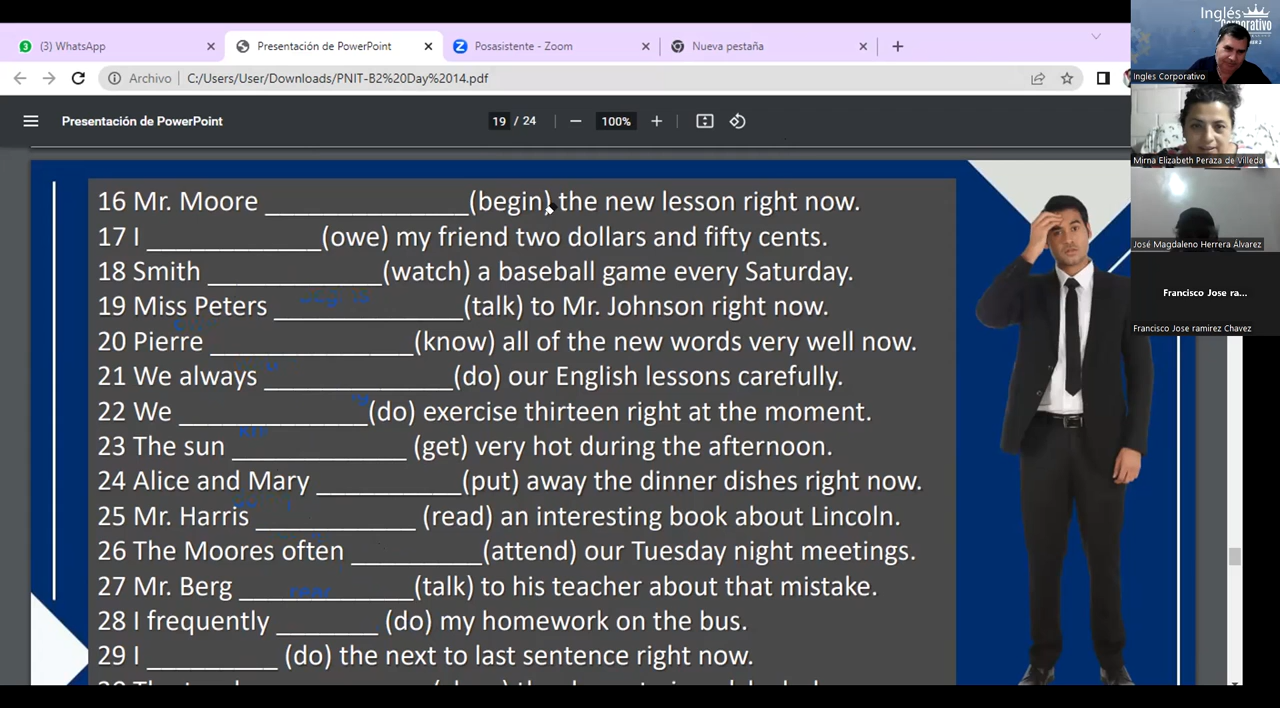 (3) WhatsApp
Presentación de PowerPoint
Posasistente - Zoom
Nueva pestaña
Archivo
C:/Users/User/Downloads/PNIT-B2%20Day%2014.pdf
Presentación de PowerPoint
19 / 24
100%
Inglés
Corporativo
Ingles Corporativo
Mirna Elizabeth Peraza de Villeda
José Magdaleno Herrera Álvarez
Francisco Jose ra...
Francisco Jose ramirez Chavez
16 Mr. Moore _______________(begin) the new lesson right now.
17 I _____________(owe) my friend two dollars and fifty cents.
18 Smith _____________(watch) a baseball game every Saturday.
19 Miss Peters ______________(talk) to Mr. Johnson right now.
20 Pierre _______________(know) all of the new words very well now.
21 We always ______________(do) our English lessons carefully.
22 We ______________(do) exercise thirteen right at the moment.
23 The sun _____________ (get) very hot during the afternoon.
24 Alice and Mary ___________(put) away the dinner dishes right now.
25 Mr. Harris ____________ (read) an interesting book about Lincoln.
26 The Moores often __________(attend) our Tuesday night meetings.
27 Mr. Berg _____________(talk) to his teacher about that mistake.
28 I frequently ________ (do) my homework on the bus.
29 I __________ (do) the next to last sentence right now.